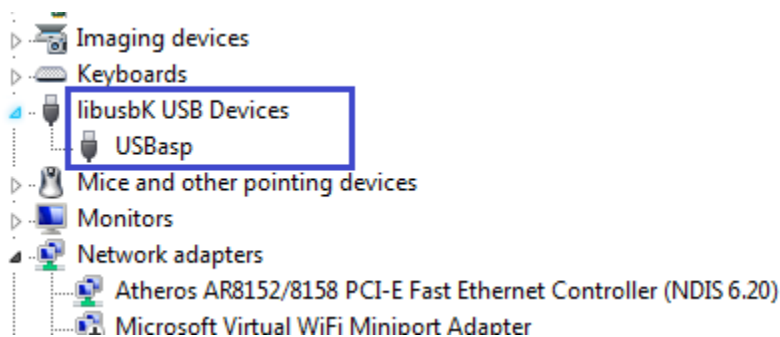 Imaging devices
Keyboards
libusbK USB Devices
USBasp
Mice and other pointing devices
Monitors
Network adapters
Atheros AR8152/8158 PCI-E Fast Ethernet Controller (NDIS 6.20)
Microsoft Virtual WiFi Miniport Adapter